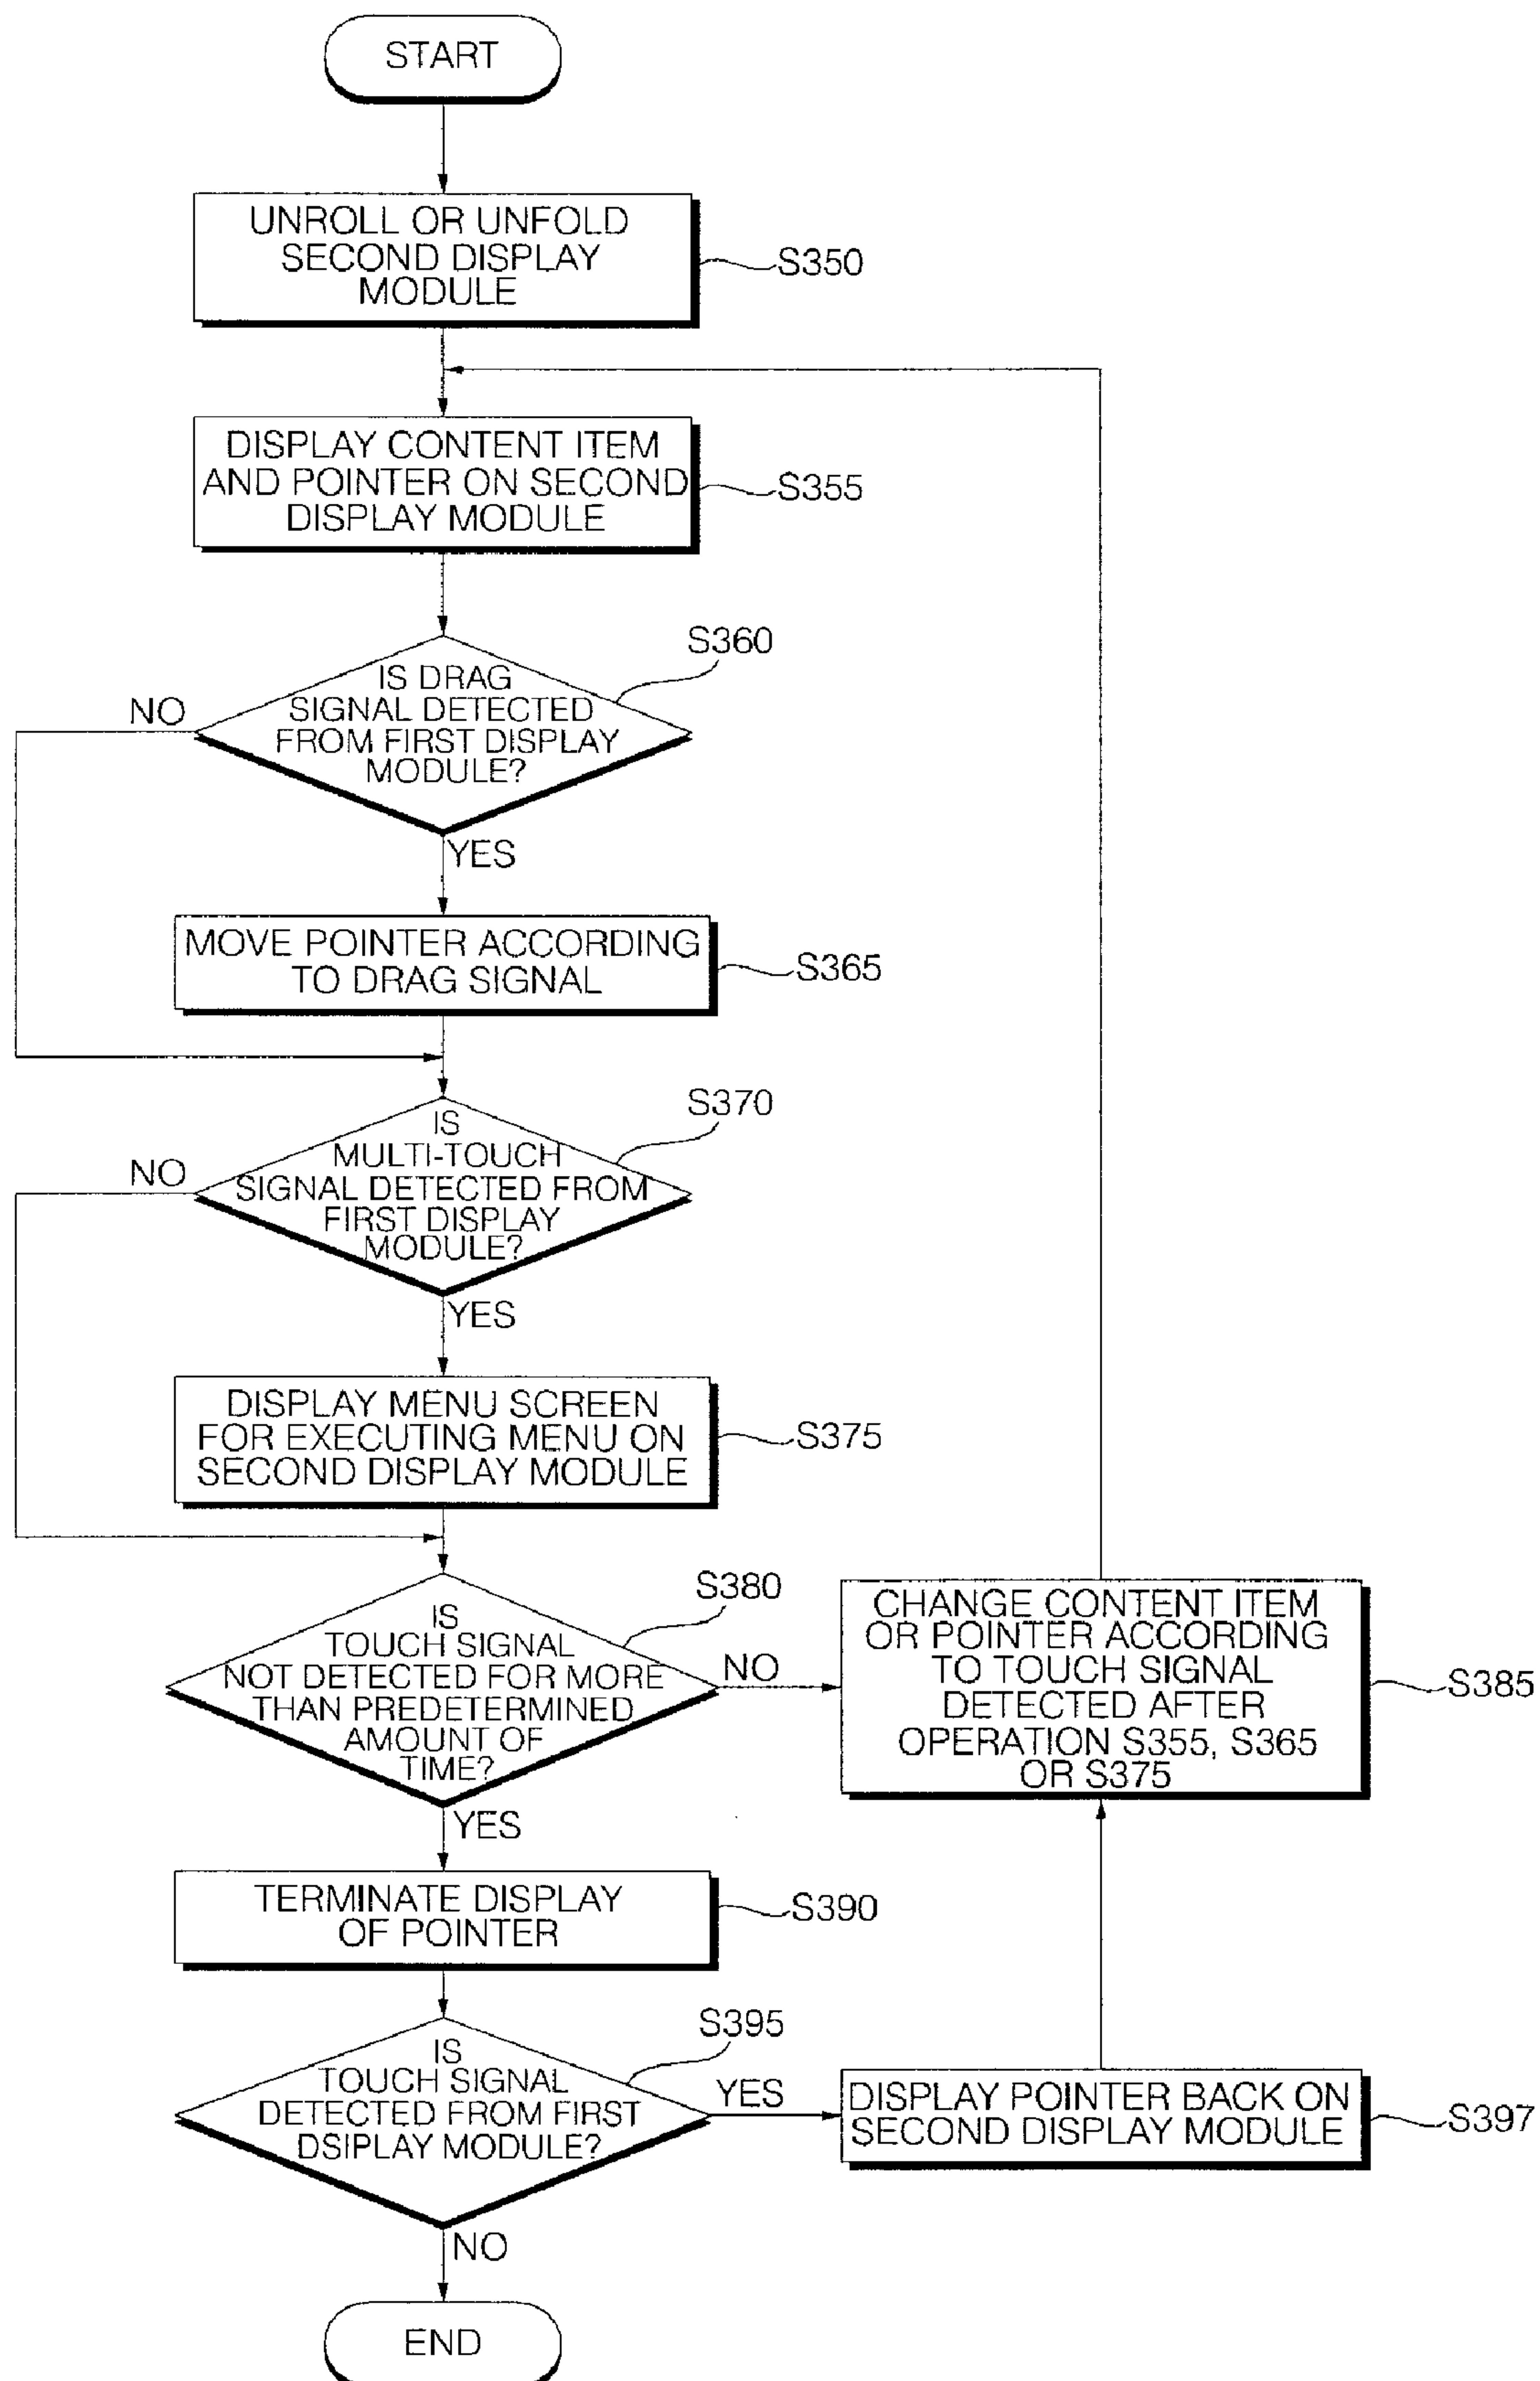 START
UNROLL OR UNFOLD
SECOND DISPLAY
MODULE
S350
DISPLAY CONTENT ITEM
AND POINTER ON SECOND
DISPLAY MODULE
S355
S360
IS DRAG
SIGNAL DETECTED
FROM FIRST DISPLAY
MODULE?
NO
YES
MOVE POINTER ACCORDING
TO DRAG SIGNAL
S365
S370
IS
MULTI-TOUCH
SIGNAL DETECTED FROM
FIRST DISPLAY
MODULE?
NO
YES
DISPLAY MENU SCREEN
FOR EXECUTING MENU ON
SECOND DISPLAY MODULE
S375
S380
IS
TOUCH SIGNAL
NOT DETECTED FOR MORE
THAN PREDETERMINED
AMOUNT OF
TIME?
NO
YES
CHANGE CONTENT ITEM
OR POINTER ACCORDING
TO TOUCH SIGNAL
DETECTED AFTER
OPERATION S355, S365
OR S375
S385
TERMINATE DISPLAY
OF POINTER
S390
S395
IS
TOUCH SIGNAL
DETECTED FROM FIRST
DSIPLAY MODULE?
YES
NO
DISPLAY POINTER BACK ON
SECOND DISPLAY MODULE
S397
END